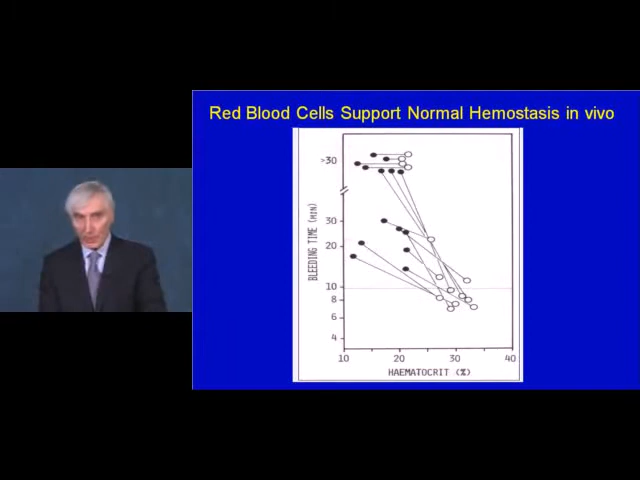 Red Blood Cells Support Normal Hemostasis in vivo
>30
30
20
10
8
6
4
BLEEDING TIME (MIN)
10 20 30 40
HAEMATOCRIT (%)